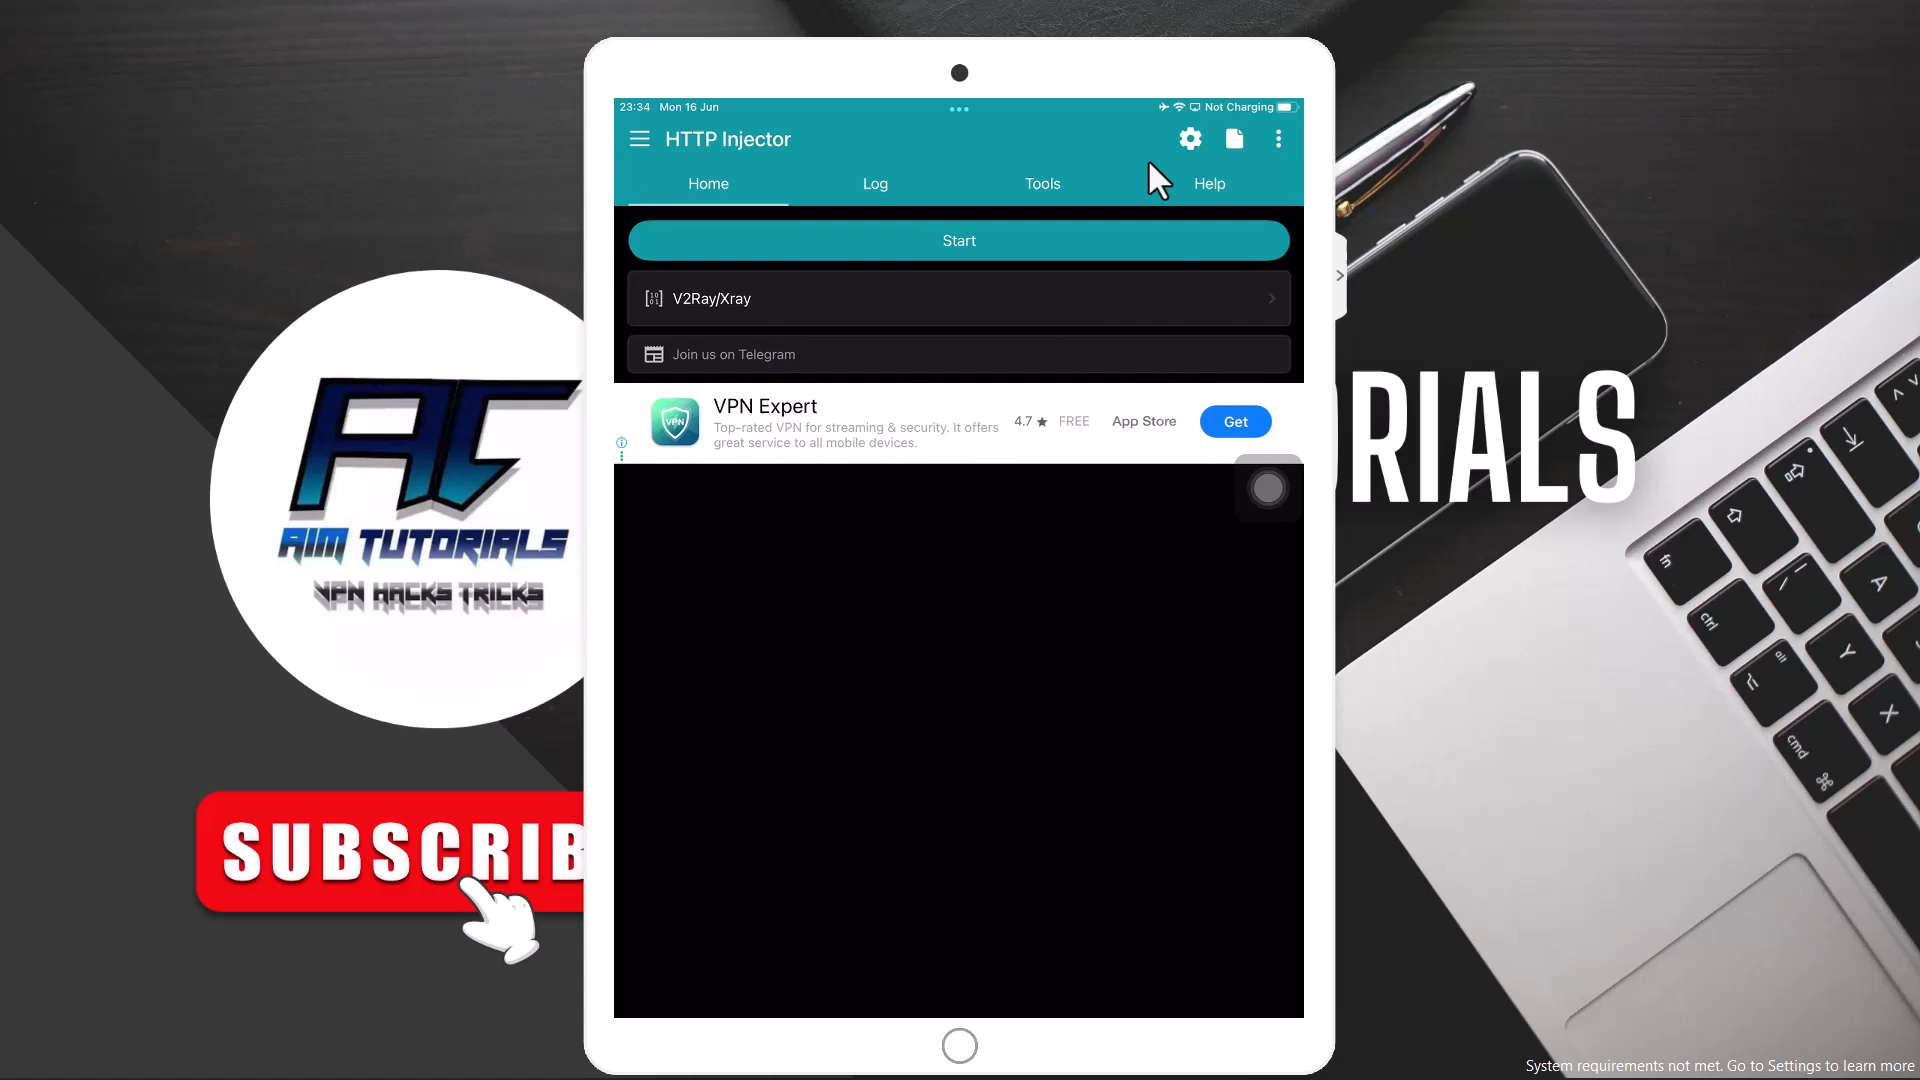 23:34 Mon 16 Jun
Not Charging
HTTP Injector
Home
Log
Tools
Help
Start
V2Ray/Xray
Join us on Telegram
VPN Expert
Top-rated VPN for streaming & security. It offers
great service to all mobile devices.
4.7 ★ FREE
App Store
Get
VPN
AIM TUTORIALS
VPN HACKS TRICKS
SUBSCRIB
ORIALS
fn
ctrl
alt
cmd
A
Y
X
System requirements not met. Go to Settings to learn more